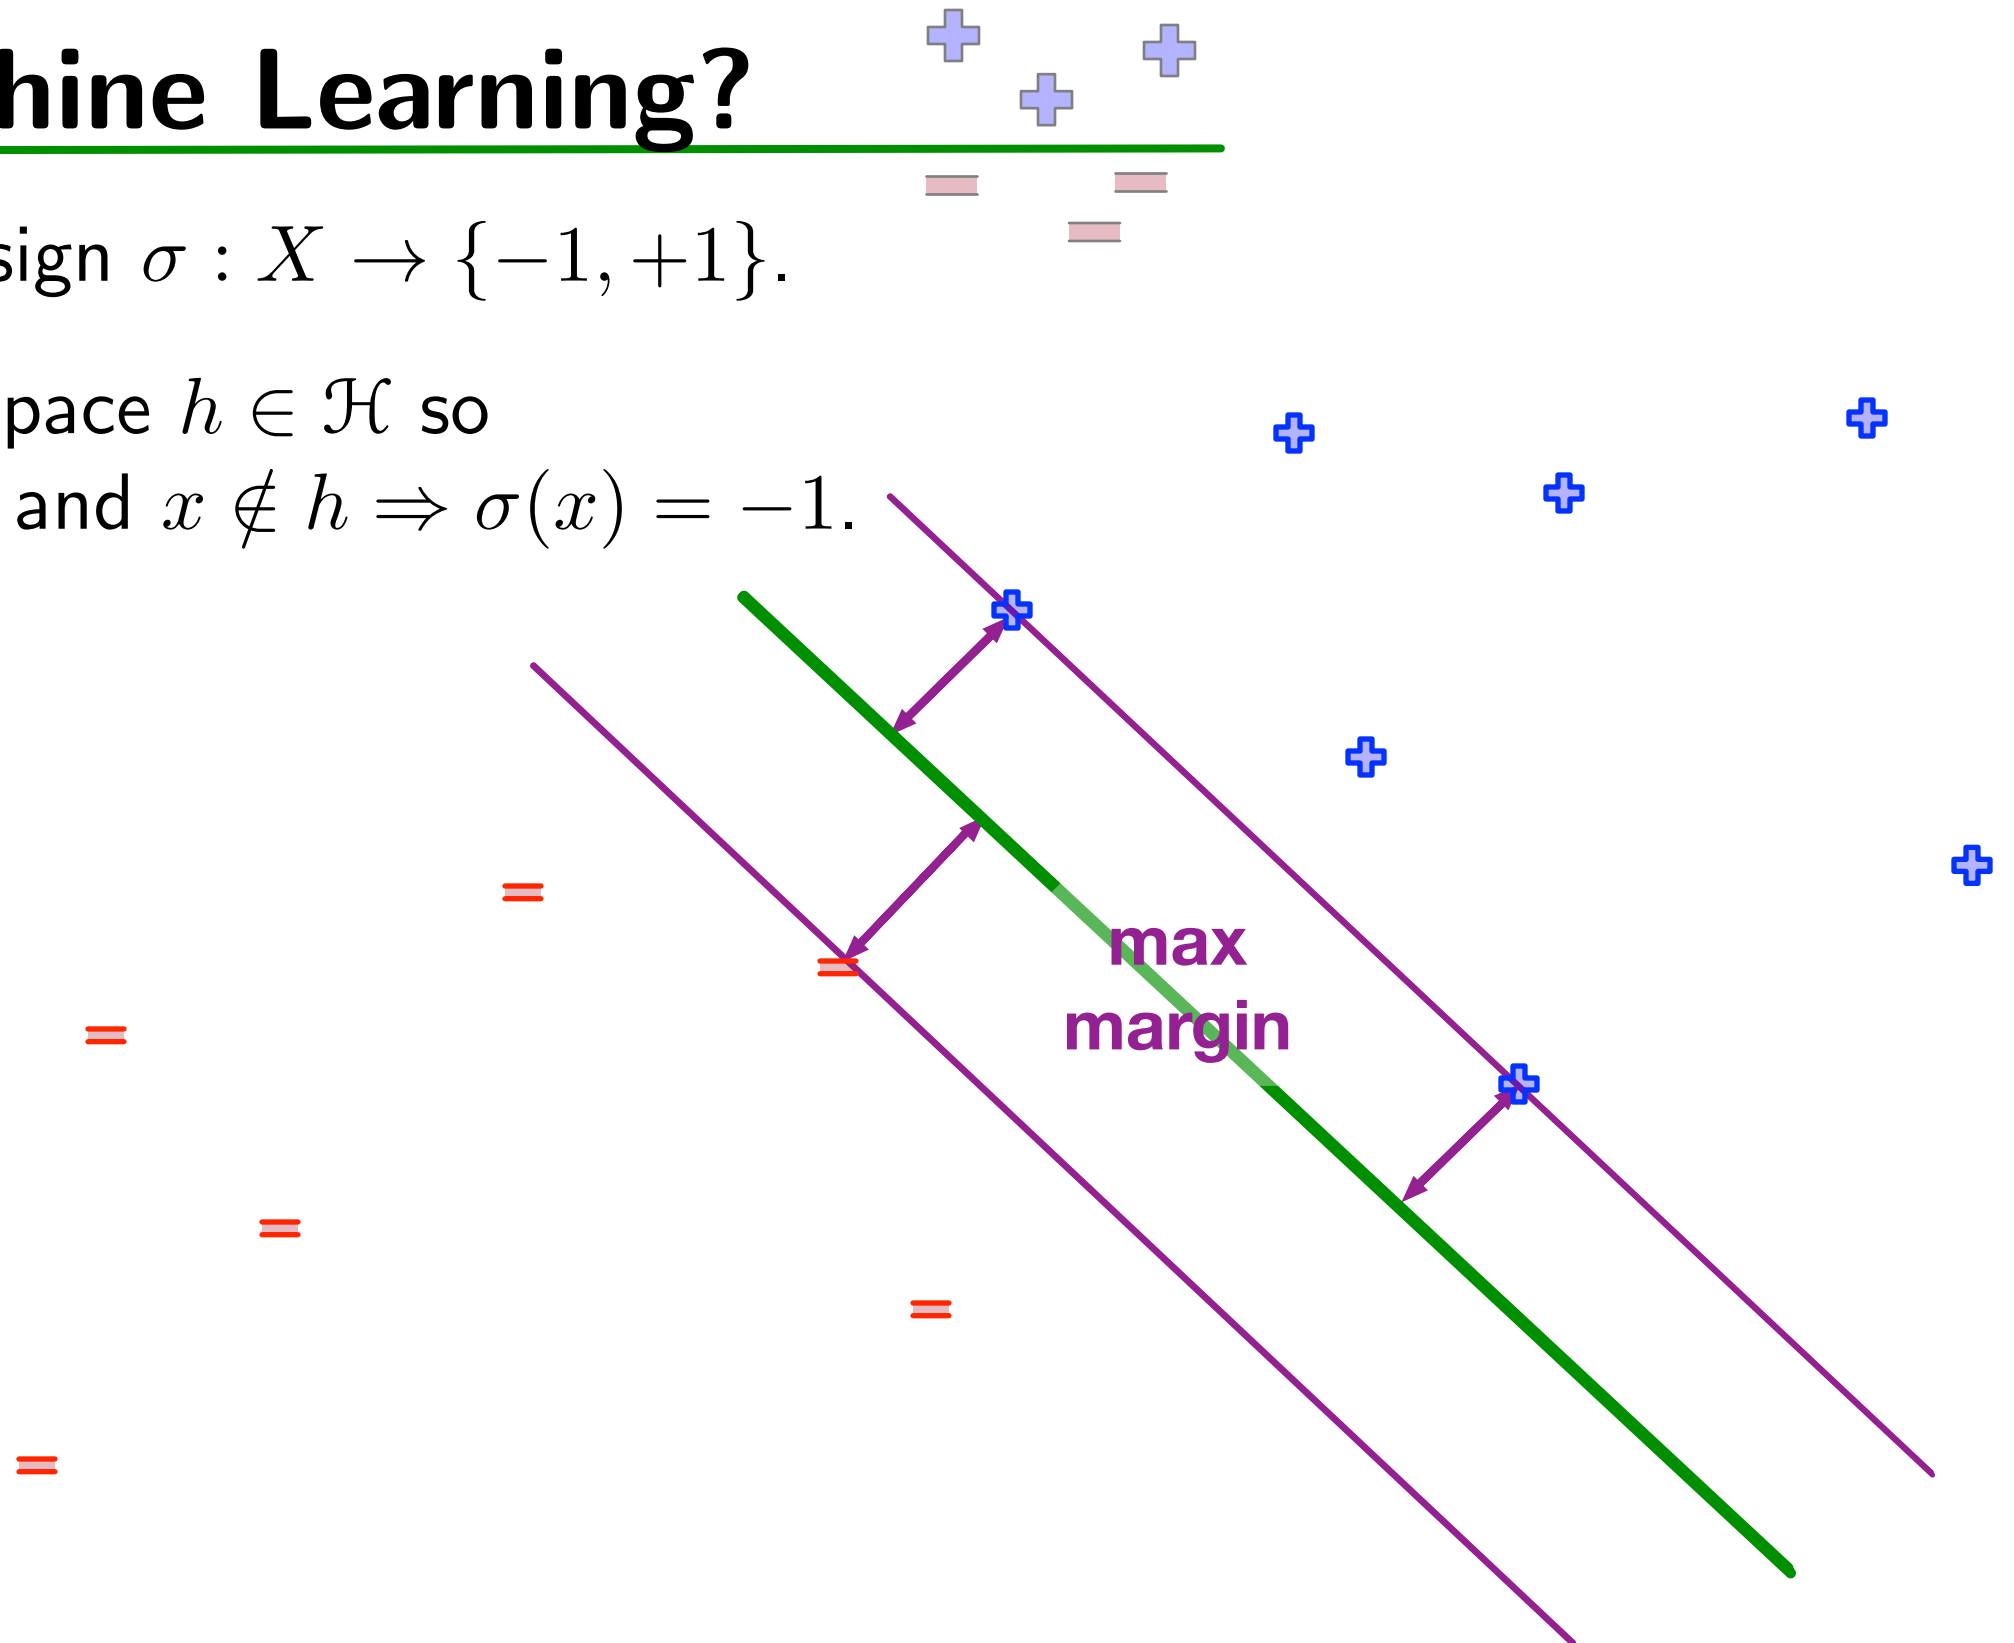 hine Learning?
sign σ : X → {−1, +1}.
pace h ∈ ℋ so
and x ∉ h ⇒ σ(x) = −1.
max
margin